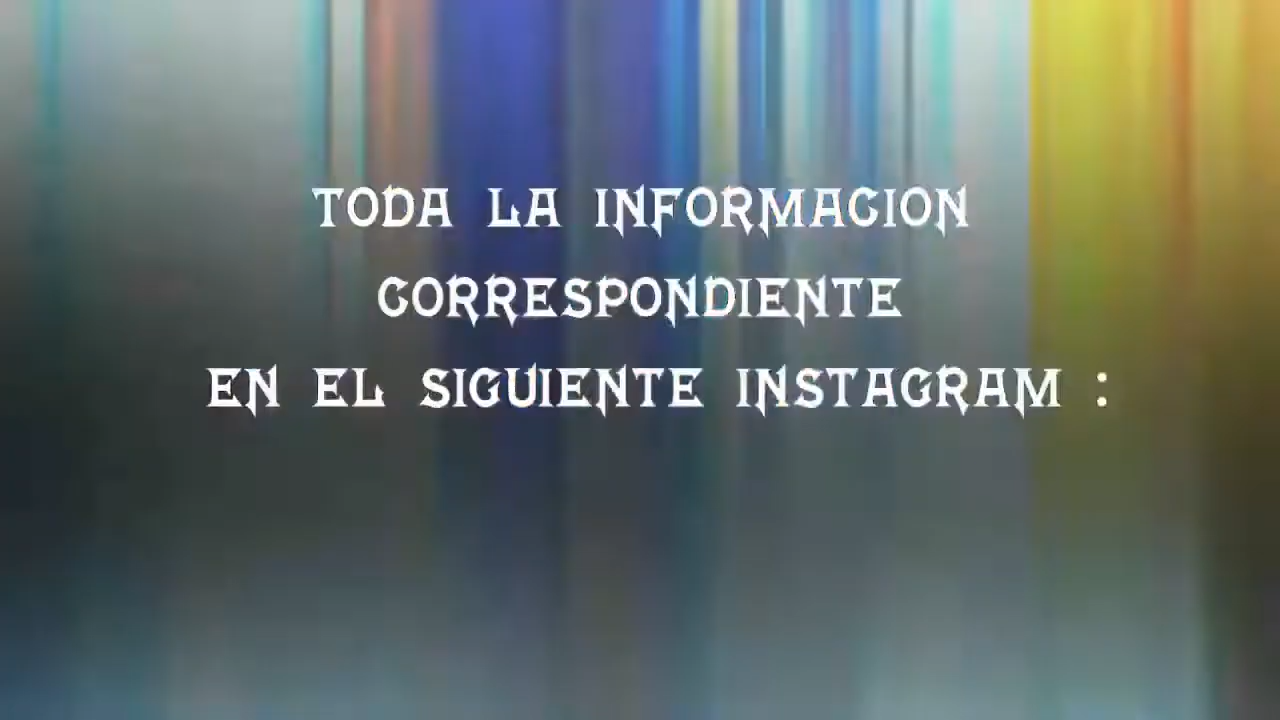 TODA LA INFORMACION
CORRESPONDIENTE
EN EL SIGUIENTE INSTAGRAM :